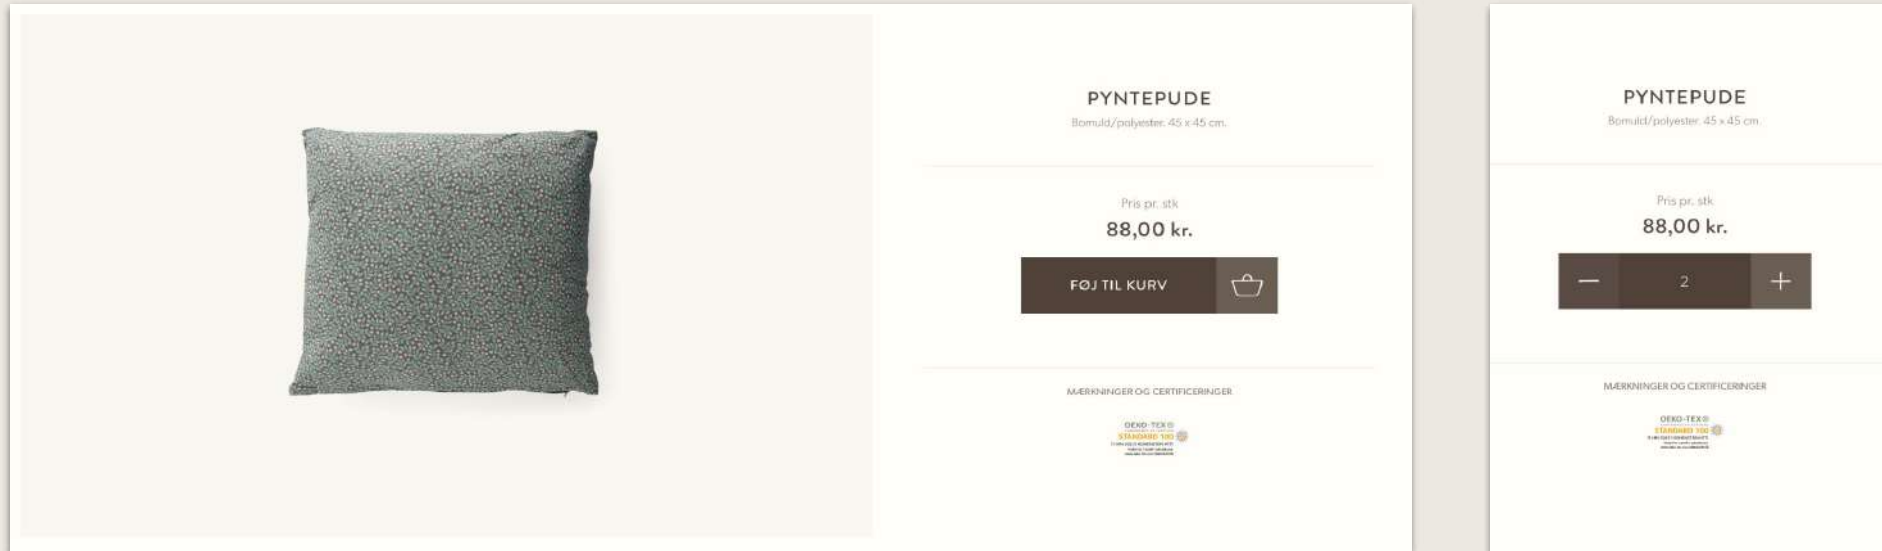 PYNTEPUDE
Bomuld/polyester. 45 x 45 cm.
Pris pr. stk
88,00 kr.
FØJ TIL KURV
MÆRKNINGER OG CERTIFICERINGER
OEKO-TEX®
STANDARD 100
PYNTEPUDE
Bomuld/polyester. 45 x 45 cm.
Pris pr. stk
88,00 kr.
— 2 +
MÆRKNINGER OG CERTIFICERINGER
OEKO-TEX®
STANDARD 100